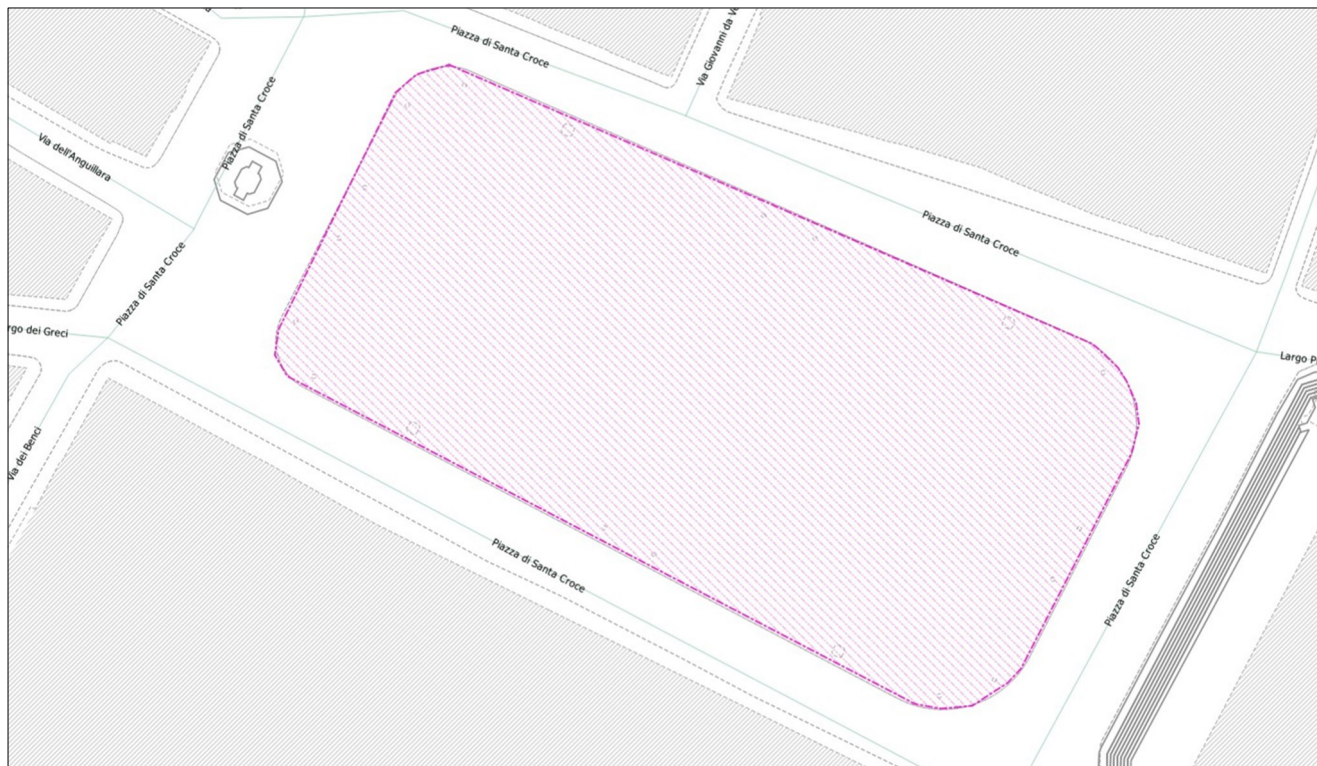 Piazza di Santa Croce
Via Giovanni da
Piazza di Santa Croce
Via dell'Anguillara
Piazza di Santa Croce
Piazza di Santa Croce
dei Greci
Largo
Via dei Benci
Piazza di Santa Croce
Piazza di Santa Croce